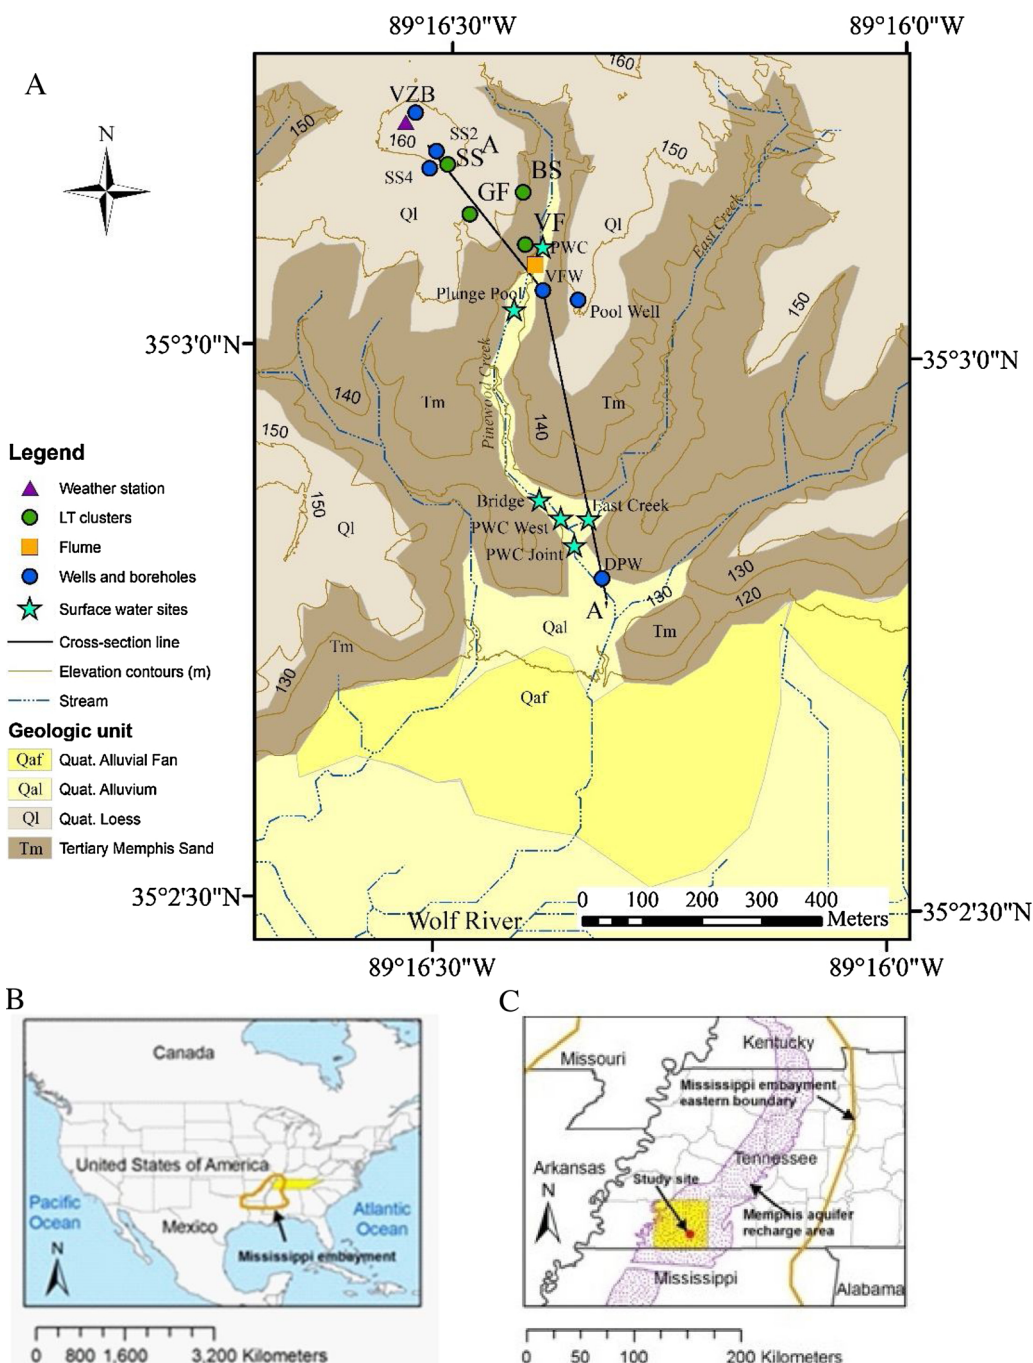 89°16'30"W
89°16'0"W
A
N
160
VZB
150
160
SS2
A
SS
150
SS4
BS
GF
Ql
VF
Ql
East Creek
PWC
VFW
Plunge Pool
Pool Well
150
35°3'0"N
35°3'0"N
Pinewood Creek
140
Tm
Tm
140
150
Legend
Weather station
LT clusters
Flume
Wells and boreholes
Surface water sites
Cross-section line
Elevation contours (m)
Stream
Geologic unit
Qaf Quat. Alluvial Fan
Qal Quat. Alluvium
Ql Quat. Loess
Tm Tertiary Memphis Sand
150
Ql
Bridge
East Creek
PWC West
PWC Joint
DPW
130
130
120
A'
Qal
Tm
Tm
130
Qaf
35°2'30"N
35°2'30"N
0 100 200 300 400
Meters
Wolf River
89°16'30"W
89°16'0"W
B
Canada
United States of America
Pacific
Ocean
Atlantic
Ocean
Mexico
Mississippi embayment
N
0 800 1,600 3,200 Kilometers
C
Kentucky
Missouri
Mississippi embayment
eastern boundary
Arkansas
Tennessee
Study site
N
Memphis aquifer
recharge area
Mississippi
Alabama
0 50 100 200 Kilometers